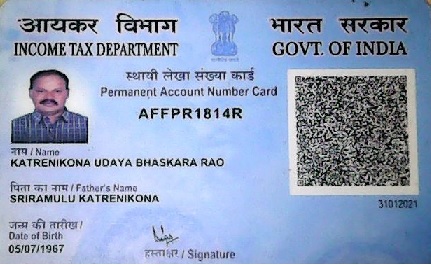 आयकर विभाग
INCOME TAX DEPARTMENT
भारत सरकार
GOVT. OF INDIA
स्थायी लेखा संख्या कार्ड
Permanent Account Number Card
AFFPR1814R
नाम / Name
KATRENIKONA UDAYA BHASKARA RAO
पिता का नाम / Father's Name
SRIRAMULU KATRENIKONA
जन्म की तारीख/
Date of Birth
05/07/1967
हस्ताक्षर / Signature
31012021